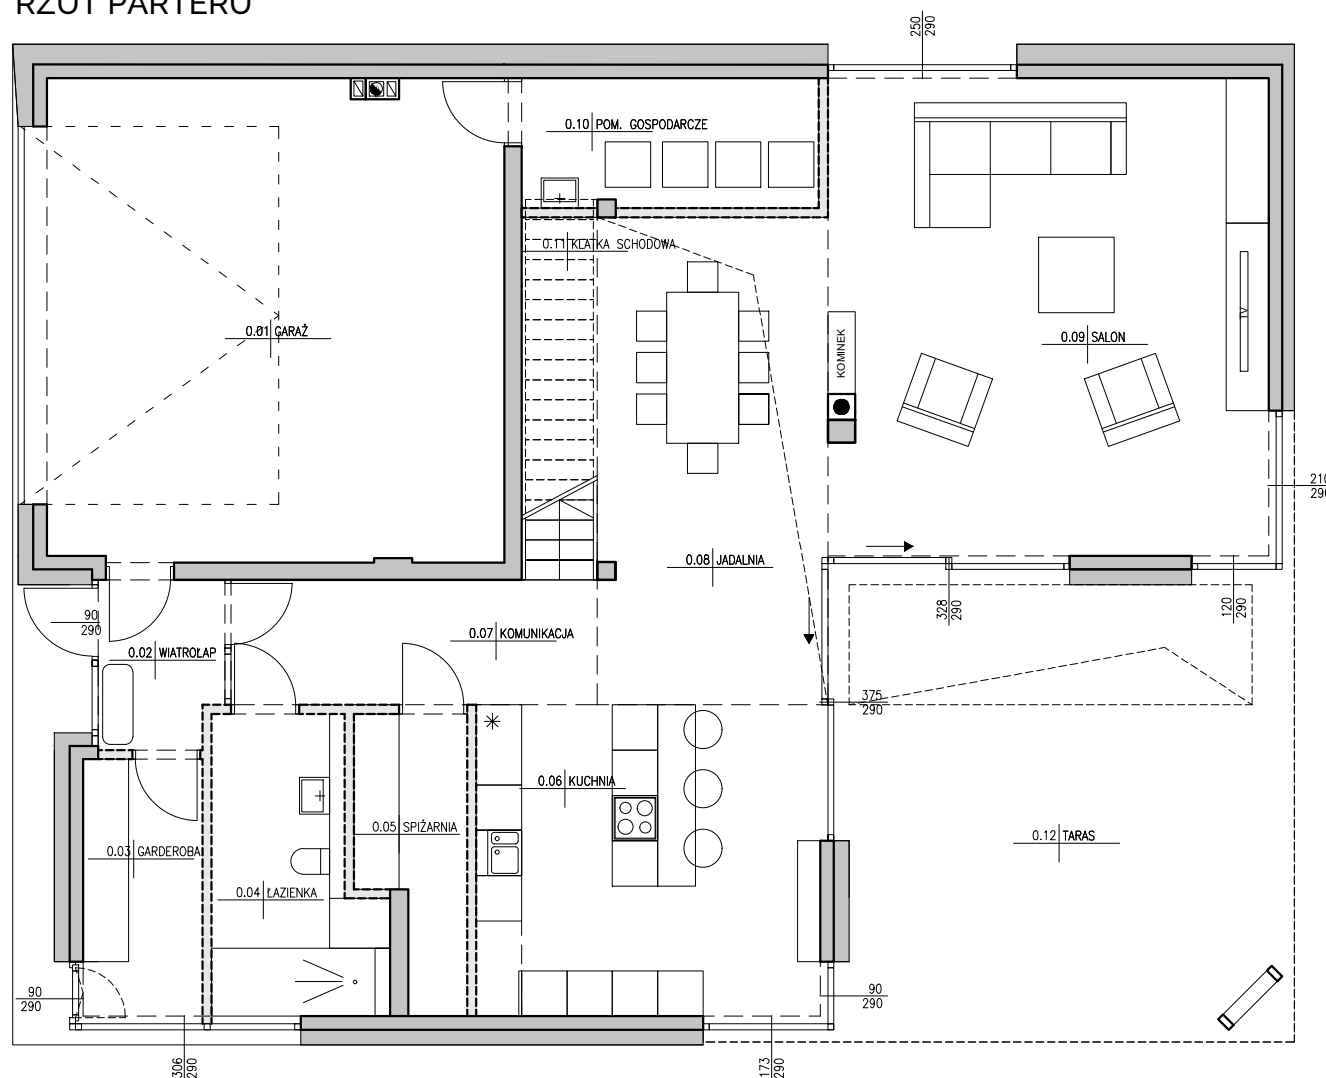 RZUT PARTERU
250
290
0.10 POM. GOSPODARCZE
0.11 KLATKA SCHODOWA
0.01 GARAŻ
KOMINEK
0.09 SALON
TV
210
290
0.08 JADALNIA
328
290
120
290
90
290
0.07 KOMUNIKACJA
0.02 WIATROŁAP
375
290
0.06 KUCHNIA
0.05 SPIŻARNIA
0.12 TARAS
0.03 GARDEROBA
0.04 ŁAZIENKA
90
290
90
290
306
290
173
290